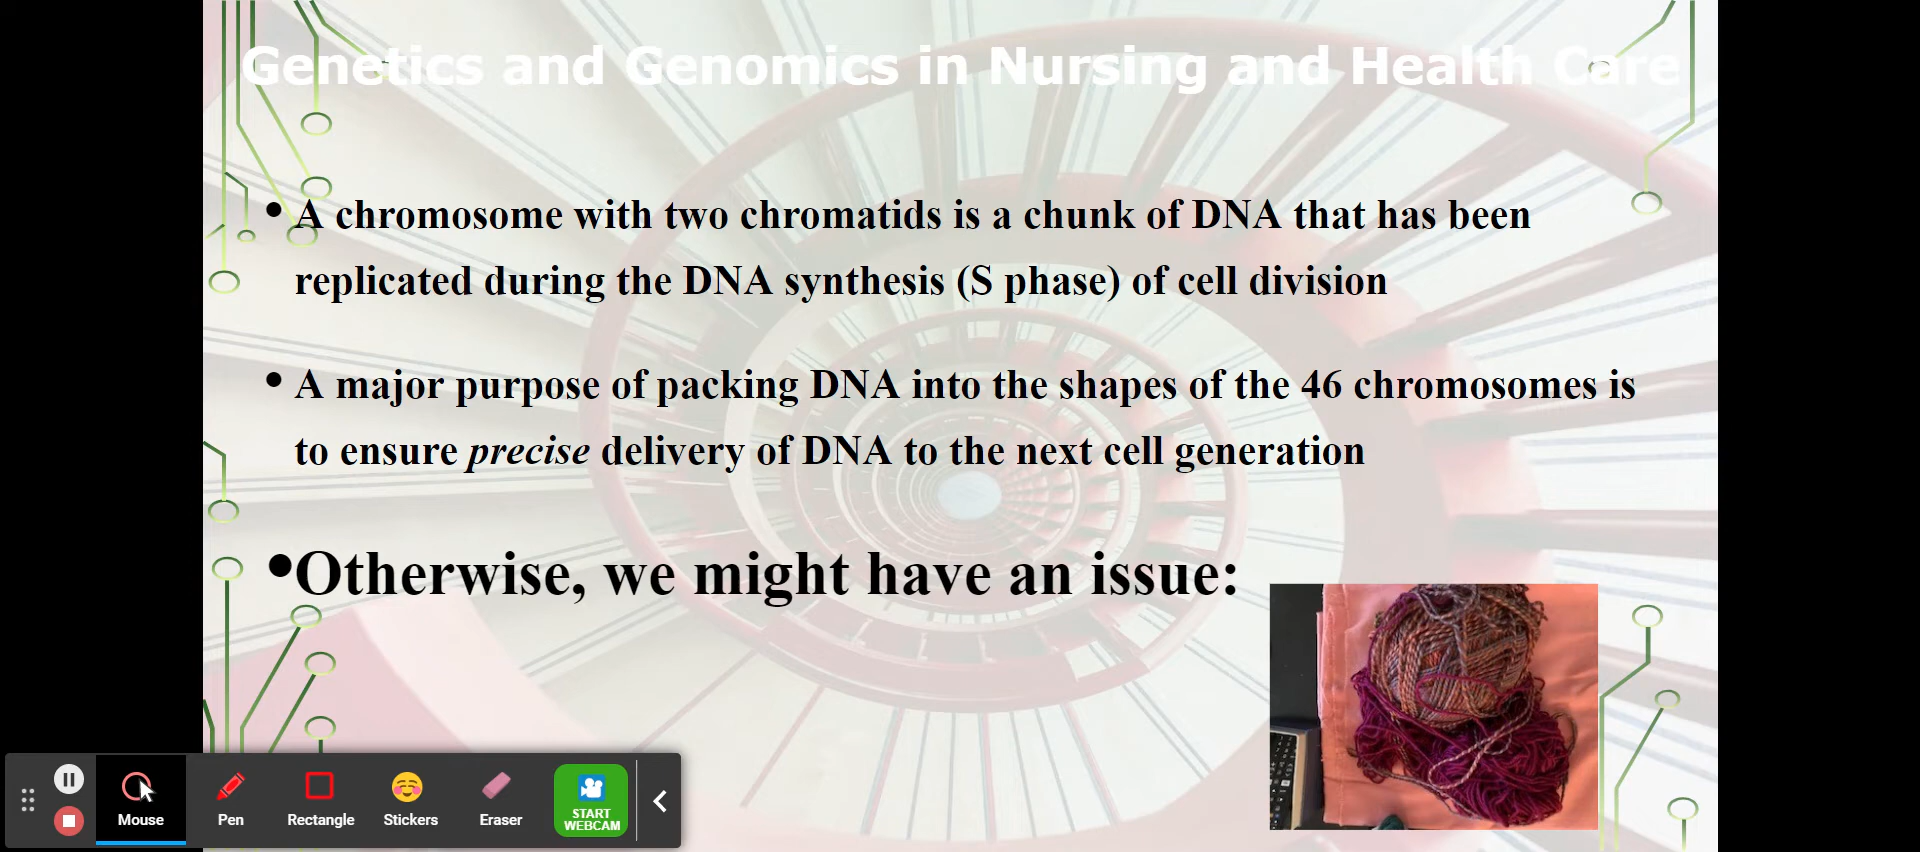 Genetics and Genomics in Nursing and Health Care
• A chromosome with two chromatids is a chunk of DNA that has been
replicated during the DNA synthesis (S phase) of cell division
• A major purpose of packing DNA into the shapes of the 46 chromosomes is
to ensure precise delivery of DNA to the next cell generation
•Otherwise, we might have an issue:
Mouse
Pen
Rectangle
Stickers
Eraser
START
WEBCAM